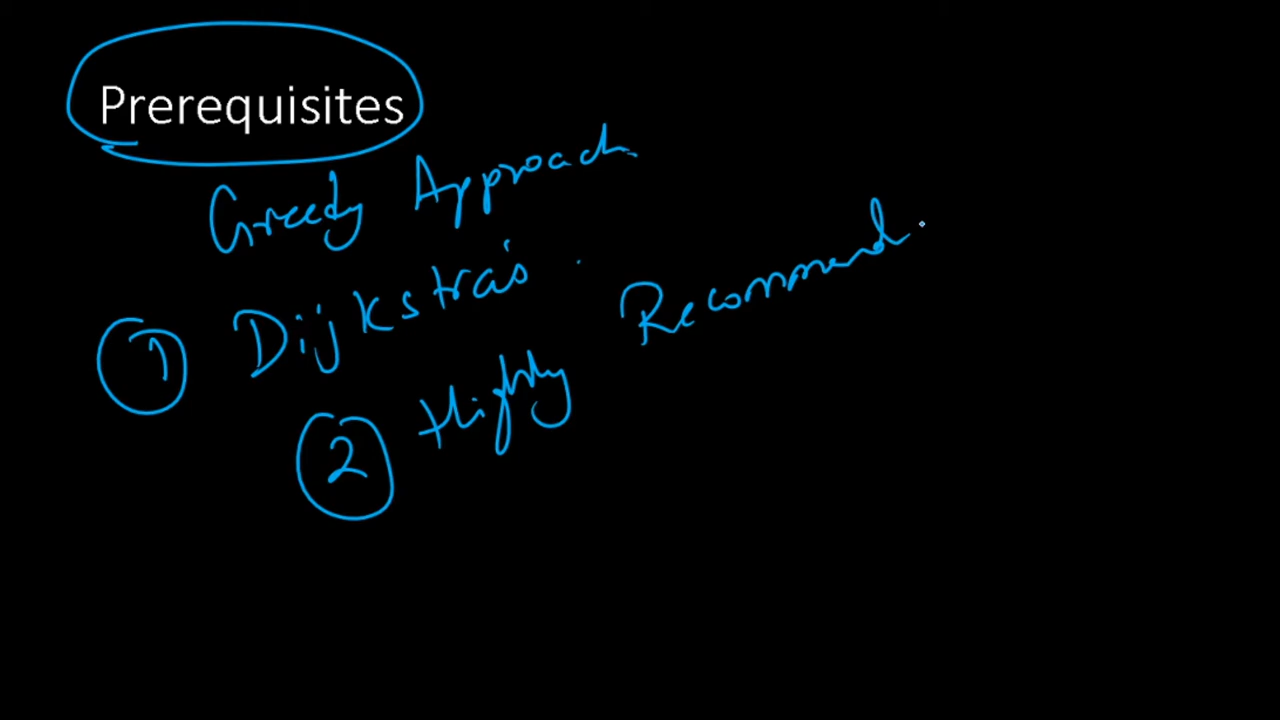 Prerequisites
Greedy Approach
1 Dijkstra's
2 Highly Recommend